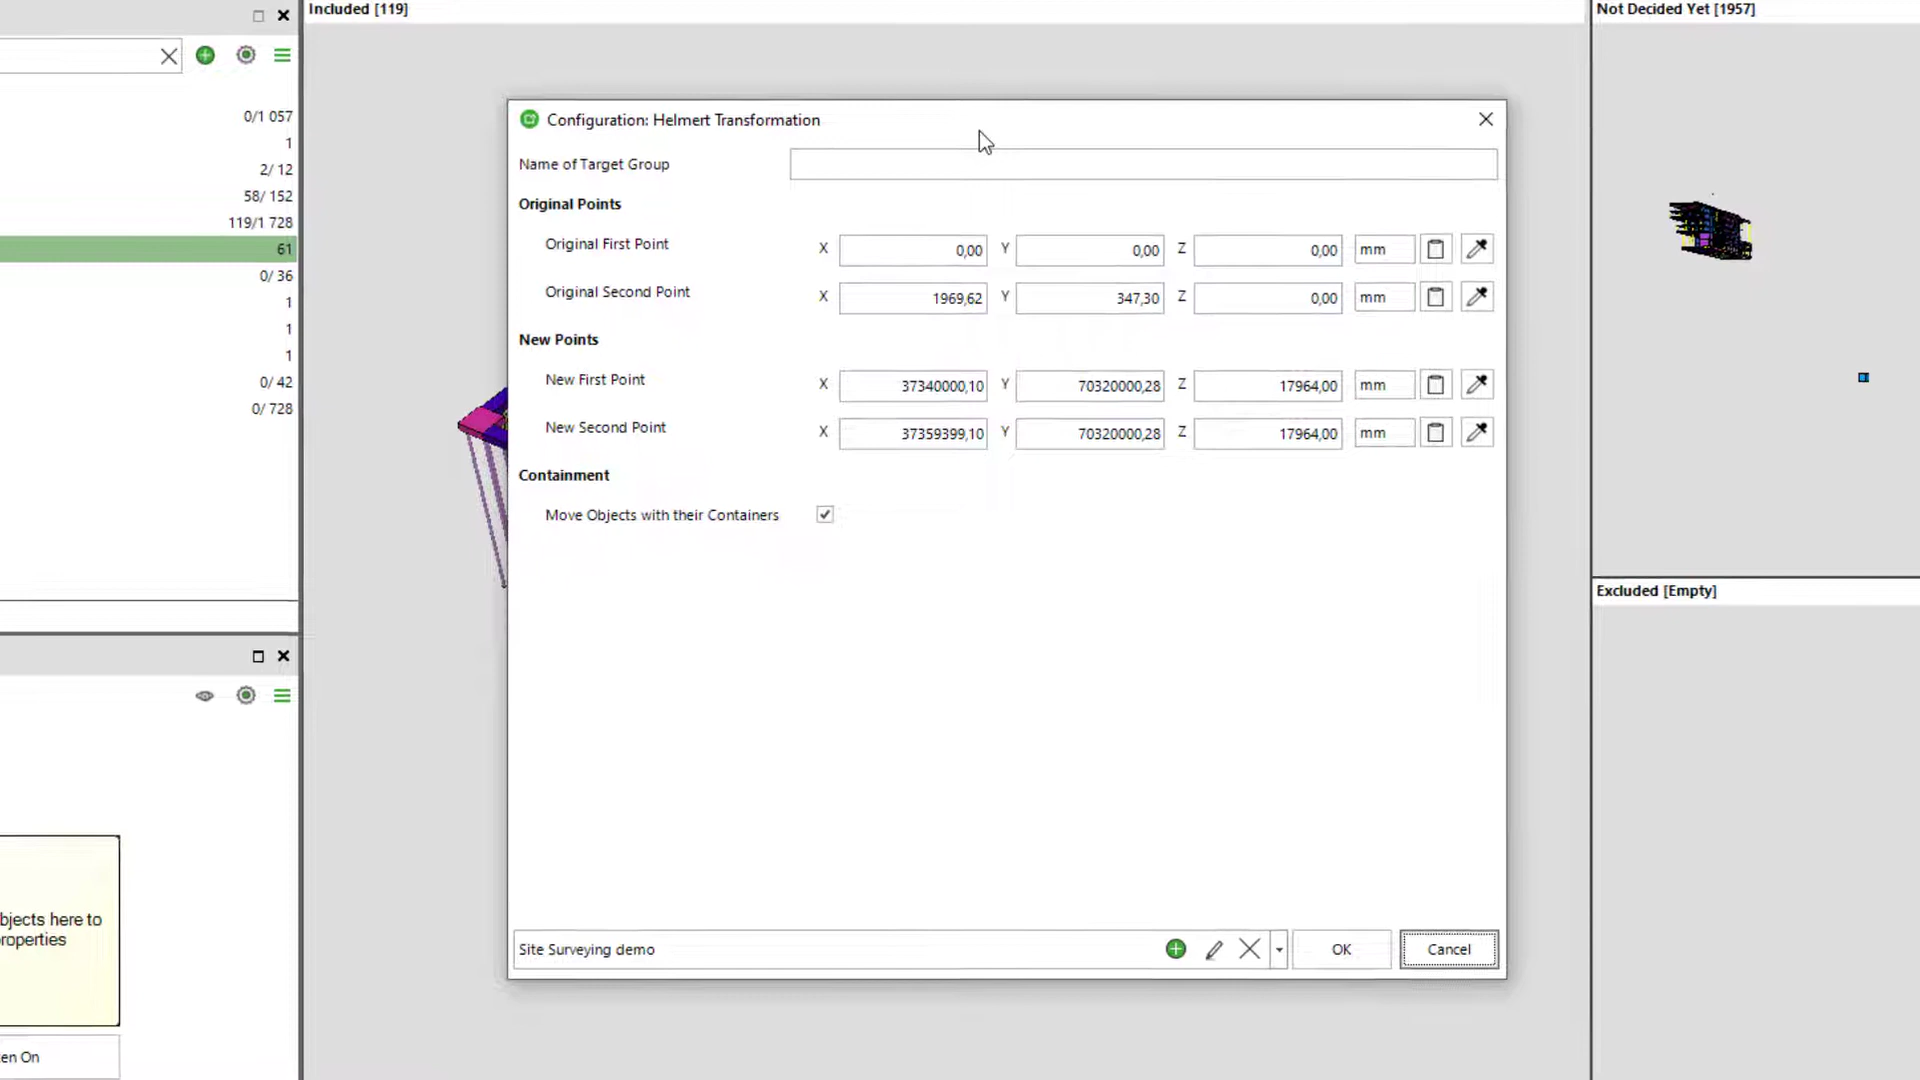 Included [119]
Not Decided Yet [1957]
0/1 057
1
2/ 12
58/ 152
119/1 728
61
0/ 36
1
1
1
0/ 42
0/ 728
Configuration: Helmert Transformation
Name of Target Group
Original Points
Original First Point X 0,00 Y 0,00 Z 0,00 mm
Original Second Point X 1969,62 Y 347,30 Z 0,00 mm
New Points
New First Point X 37340000,10 Y 70320000,28 Z 17964,00 mm
New Second Point X 37359399,10 Y 70320000,28 Z 17964,00 mm
Containment
Move Objects with their Containers
Excluded [Empty]
bjects here to
roperties
Site Surveying demo
OK Cancel
en On